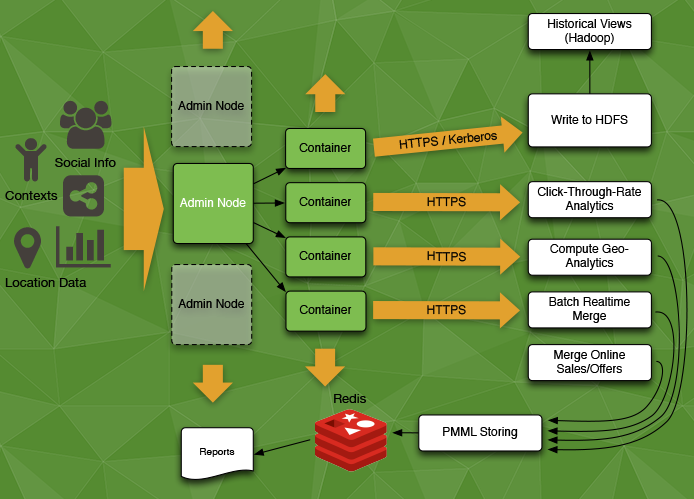 Historical Views
(Hadoop)
Admin Node
Write to HDFS
HTTPS / Kerberos
Container
Social Info
Contexts
Admin Node
Container
HTTPS
Click-Through-Rate
Analytics
Container
HTTPS
Compute Geo-
Analytics
Location Data
Admin Node
Container
HTTPS
Batch Realtime
Merge
Merge Online
Sales/Offers
Redis
PMML Storing
Reports